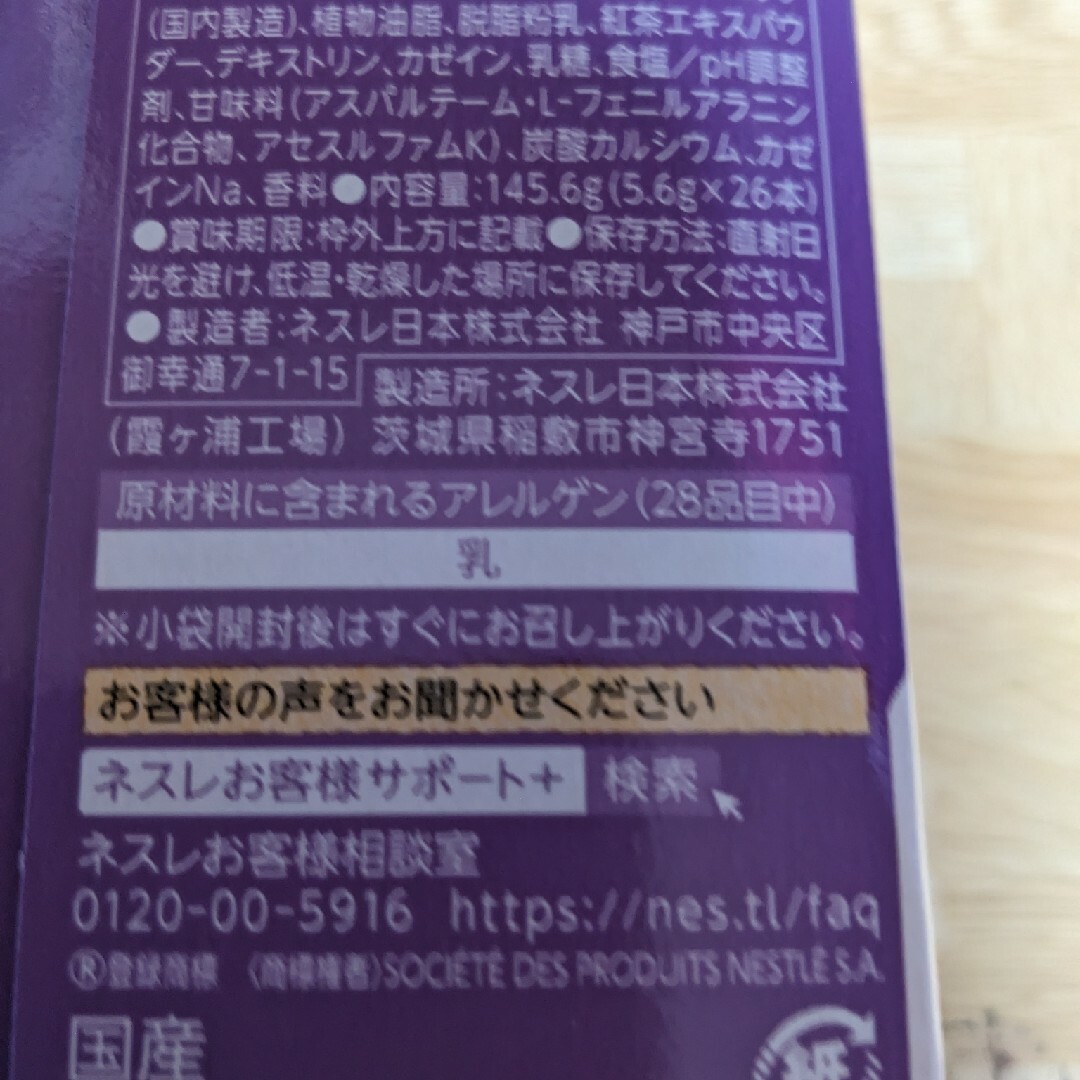 (国内製造)、植物油脂、脱脂粉乳、紅茶エキスパウ
ダー、デキストリン、カゼイン、乳糖、食塩／pH調整
剤、甘味料(アスパルテーム・L-フェニルアラニン
化合物、アセスルファムK)、炭酸カルシウム、カゼ
インNa、香料●内容量:145.6g(5.6g×26本)
●賞味期限:枠外上方に記載●保存方法:直射日
光を避け、低温・乾燥した場所に保存してください。
●製造者:ネスレ日本株式会社 神戸市中央区
御幸通7-1-15
製造所:ネスレ日本株式会社
(霞ヶ浦工場) 茨城県稲敷市神宮寺1751
原材料に含まれるアレルゲン(28品目中)
乳
※小袋開封後はすぐにお召し上がりください。
お客様の声をお聞かせください
ネスレお客様サポート+ 検索
ネスレお客様相談室
0120-00-5916 https://nes.tl/faq
®登録商標 (商標権者)SOCIÉTÉ DES PRODUITS NESTLÉ S.A.
国産
紙